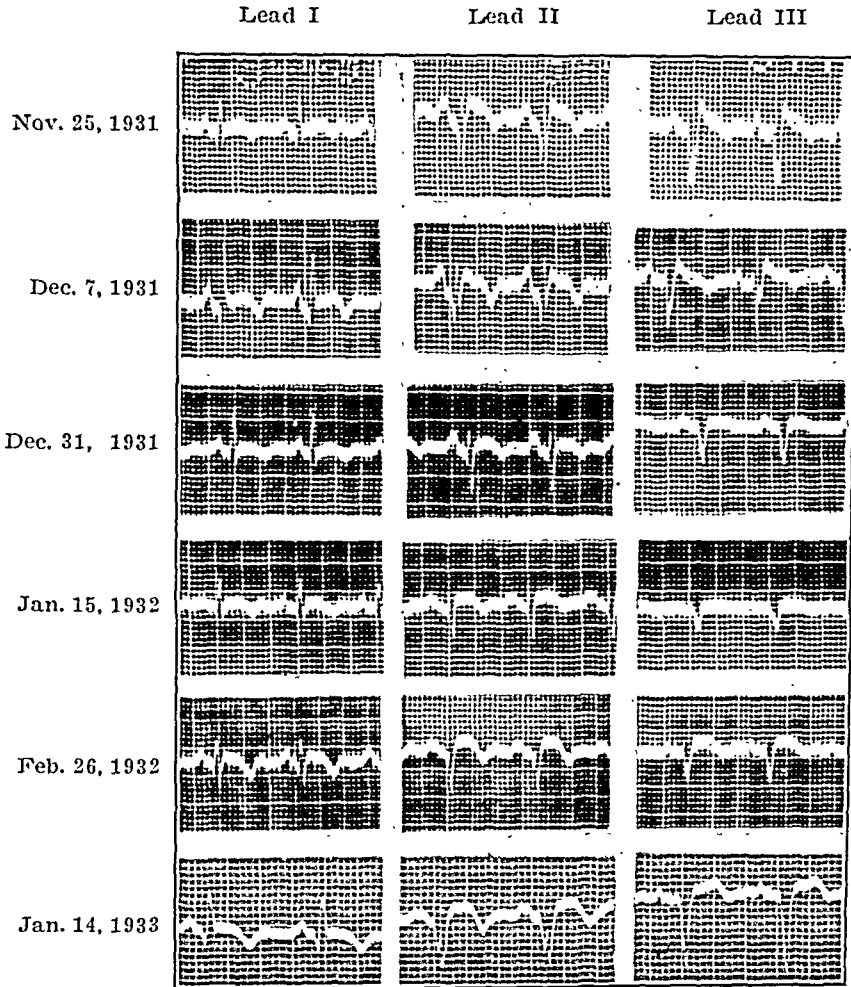 Lead I Lead II Lead III
Nov. 25, 1931
Dec. 7, 1931
Dec. 31, 1931
Jan. 15, 1932
Feb. 26, 1932
Jan. 14, 1933